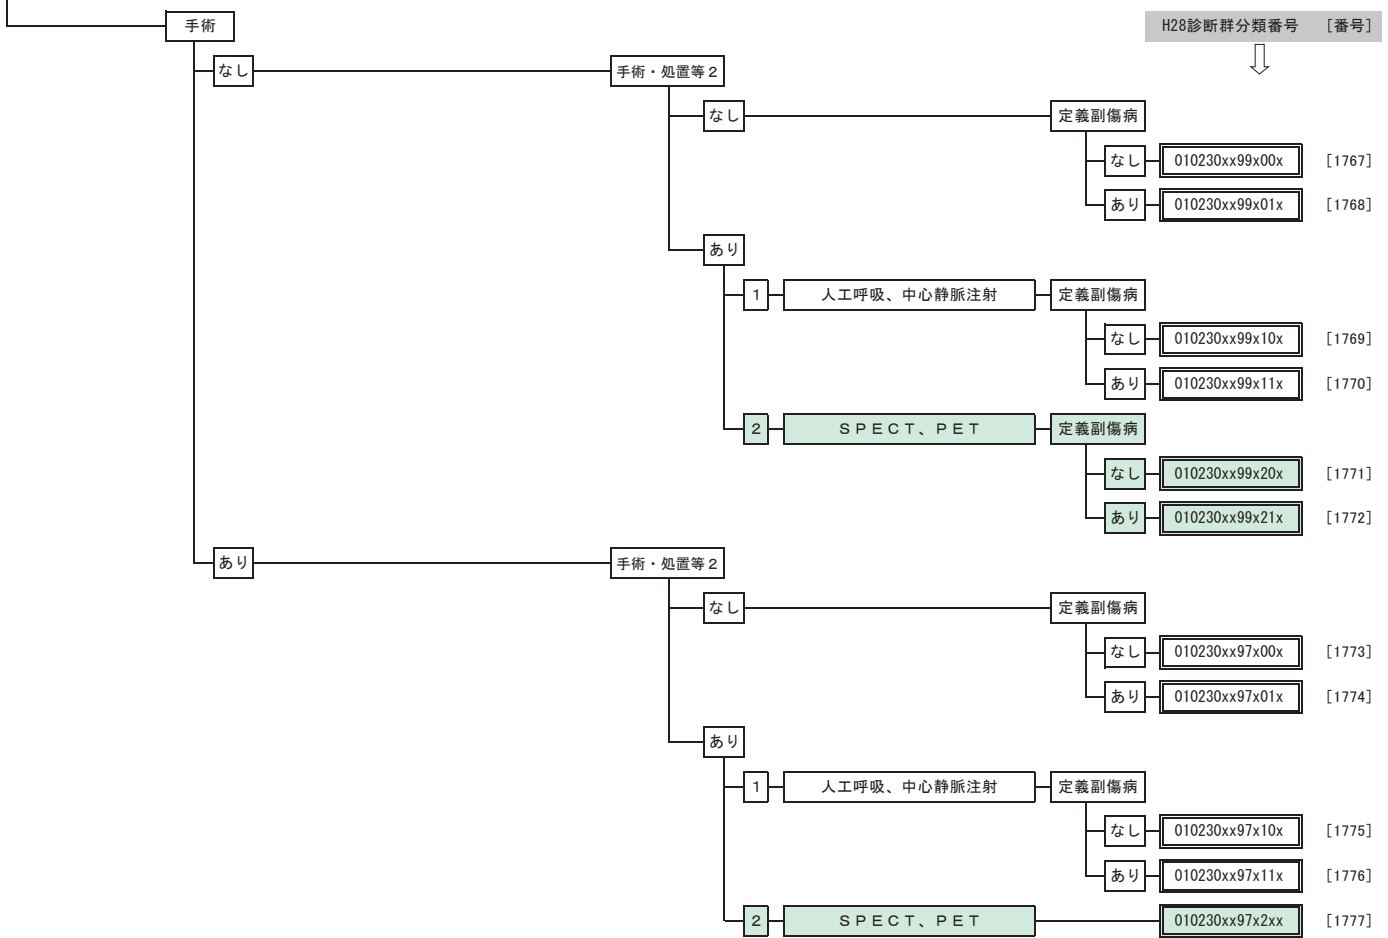 手術 H28診断群分類番号 [番号]
なし 手術・処置等２
なし 定義副傷病
なし 010230xx99x00x [1767]
あり 010230xx99x01x [1768]
あり
1 人工呼吸、中心静脈注射 定義副傷病
なし 010230xx99x10x [1769]
あり 010230xx99x11x [1770]
2 ＳＰＥＣＴ、ＰＥＴ 定義副傷病
なし 010230xx99x20x [1771]
あり 010230xx99x21x [1772]
あり 手術・処置等２
なし 定義副傷病
なし 010230xx97x00x [1773]
あり 010230xx97x01x [1774]
あり
1 人工呼吸、中心静脈注射 定義副傷病
なし 010230xx97x10x [1775]
あり 010230xx97x11x [1776]
2 ＳＰＥＣＴ、ＰＥＴ 010230xx97x2xx [1777]